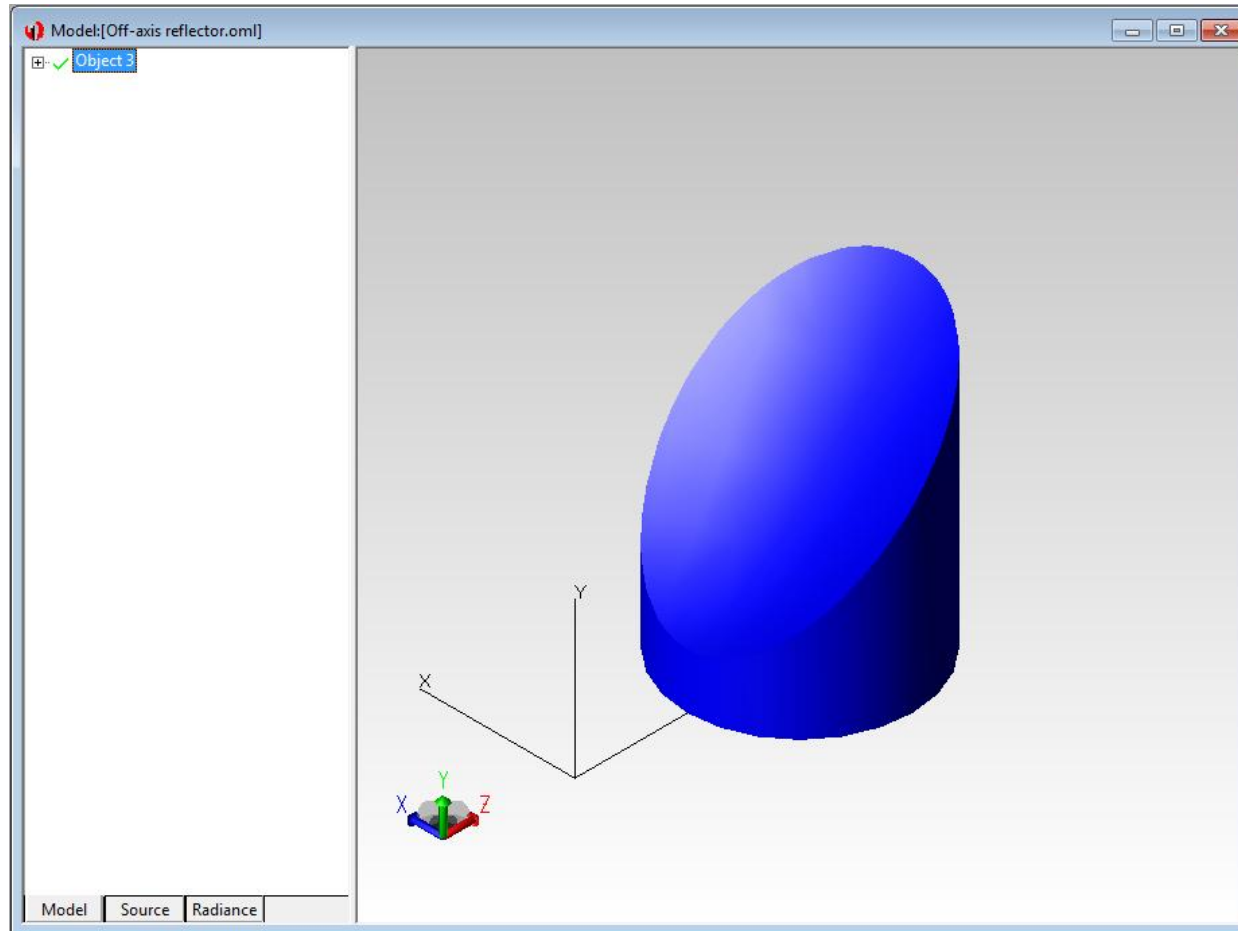 Model:[Off-axis reflector.oml]
Object 3
Y
X
Y
X
Z
Model
Source
Radiance